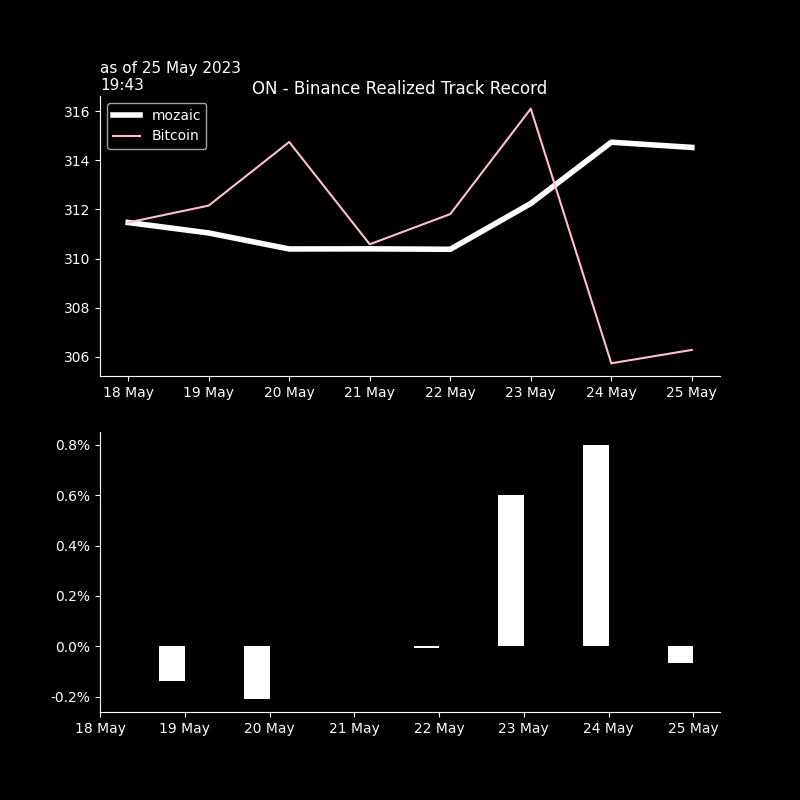 as of 25 May 2023
19:43
ON - Binance Realized Track Record
mozaic
Bitcoin
316
314
312
310
308
306
18 May 19 May 20 May 21 May 22 May 23 May 24 May 25 May
0.8%
0.6%
0.4%
0.2%
0.0%
-0.2%
18 May 19 May 20 May 21 May 22 May 23 May 24 May 25 May